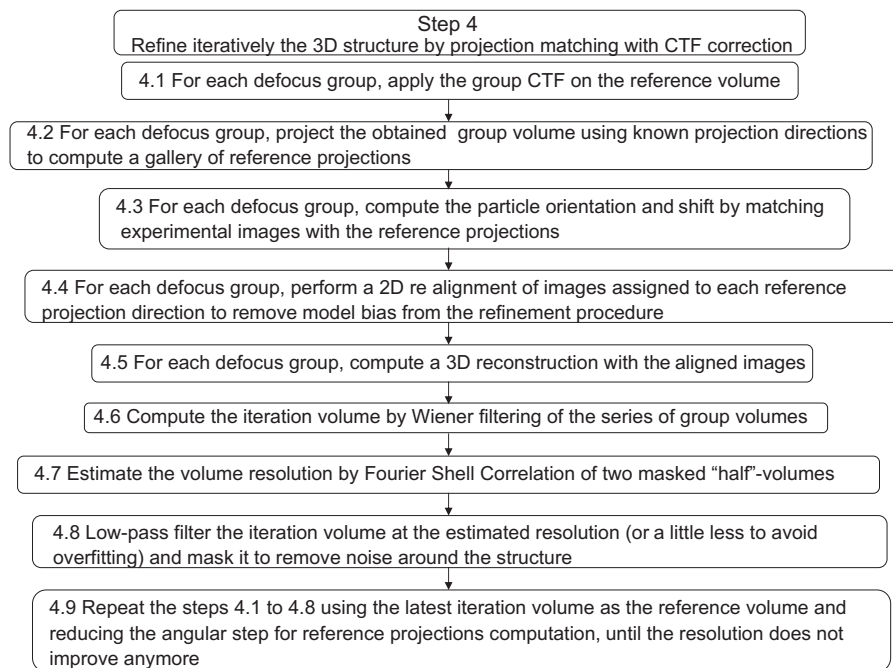 Step 4
Refine iteratively the 3D structure by projection matching with CTF correction
4.1 For each defocus group, apply the group CTF on the reference volume
4.2 For each defocus group, project the obtained group volume using known projection directions
to compute a gallery of reference projections
4.3 For each defocus group, compute the particle orientation and shift by matching
experimental images with the reference projections
4.4 For each defocus group, perform a 2D re alignment of images assigned to each reference
projection direction to remove model bias from the refinement procedure
4.5 For each defocus group, compute a 3D reconstruction with the aligned images
4.6 Compute the iteration volume by Wiener filtering of the series of group volumes
4.7 Estimate the volume resolution by Fourier Shell Correlation of two masked “half”-volumes
4.8 Low-pass filter the iteration volume at the estimated resolution (or a little less to avoid
overfitting) and mask it to remove noise around the structure
4.9 Repeat the steps 4.1 to 4.8 using the latest iteration volume as the reference volume and
reducing the angular step for reference projections computation, until the resolution does not
improve anymore